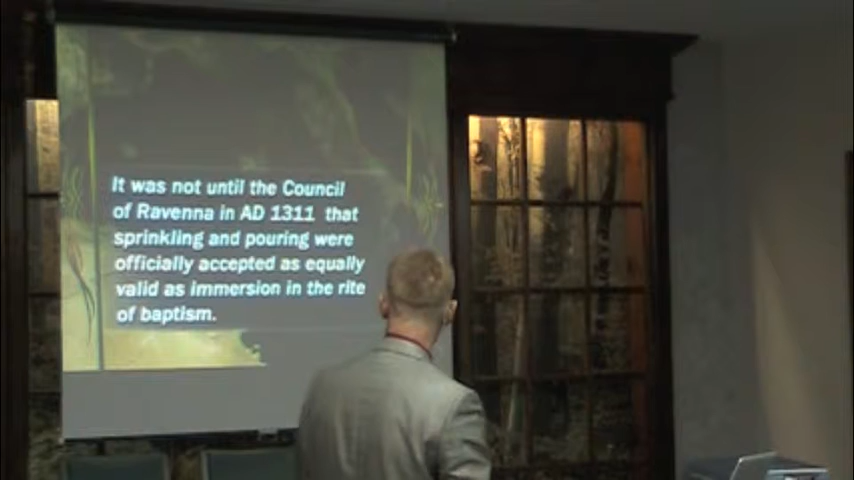 It was not until the Council
of Ravenna in AD 1311 that
sprinkling and pouring were
officially accepted as equally
valid as immersion in the rite
of baptism.